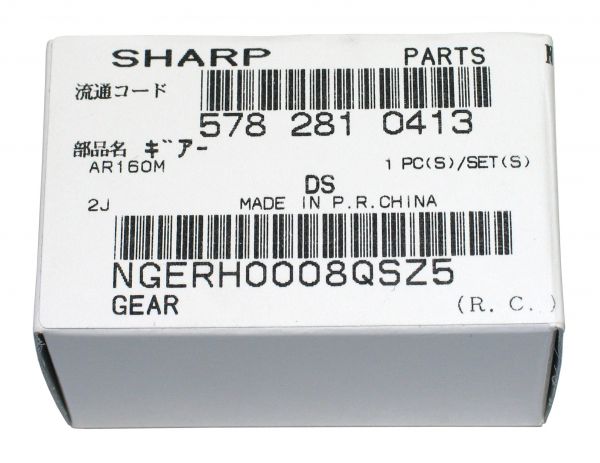 SHARP PARTS
流通コード
578 281 0413
部品名 ギアー
AR160M 1 PC(S)/SET(S)
DS
2J MADE IN P.R.CHINA
NGERH0008QSZ5
GEAR (R.C.)